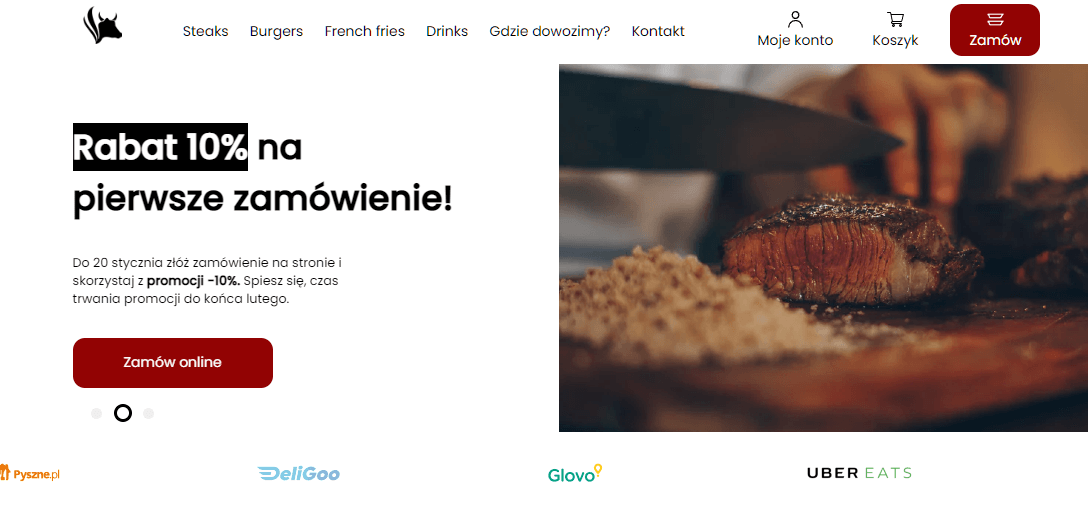 Steaks Burgers French fries Drinks Gdzie dowozimy? Kontakt Moje konto Koszyk Zamów
Rabat 10% na
pierwsze zamówienie!
Do 20 stycznia złóż zamówienie na stronie i
skorzystaj z promocji -10%. Spiesz się, czas
trwania promocji do końca lutego.
Zamów online
Pyszne.pl DeliGoo Glovo UBER EATS